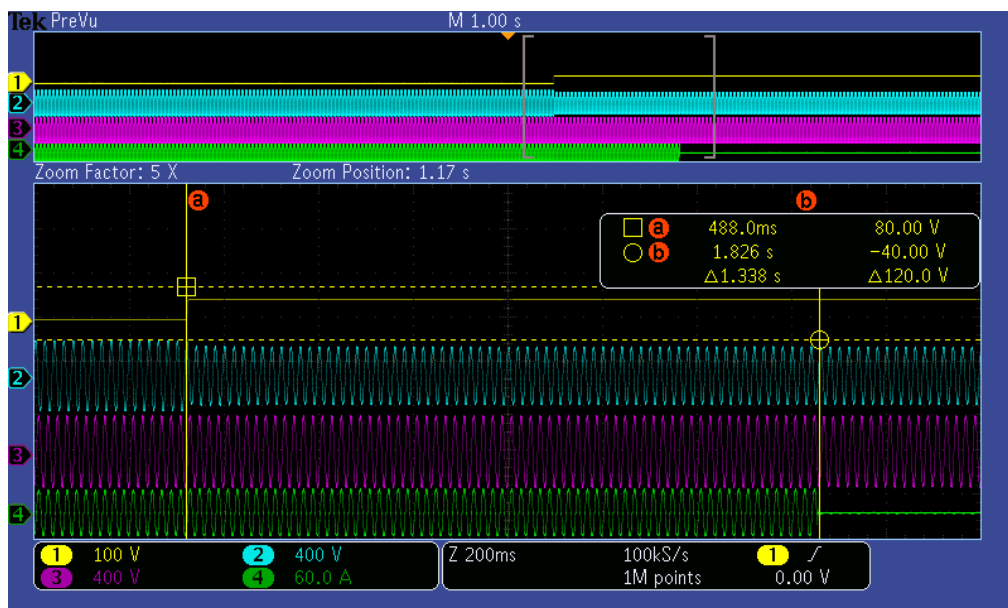 Tek PreVu M 1.00 s
1
2
3
4
Zoom Factor: 5 X Zoom Position: 1.17 s
a b
a 488.0ms 80.00 V
b 1.826 s −40.00 V
△1.338 s △120.0 V
1
2
3
4
1 100 V 2 400 V Z 200ms 100kS/s 1
3 400 V 4 60.0 A 1M points 0.00 V